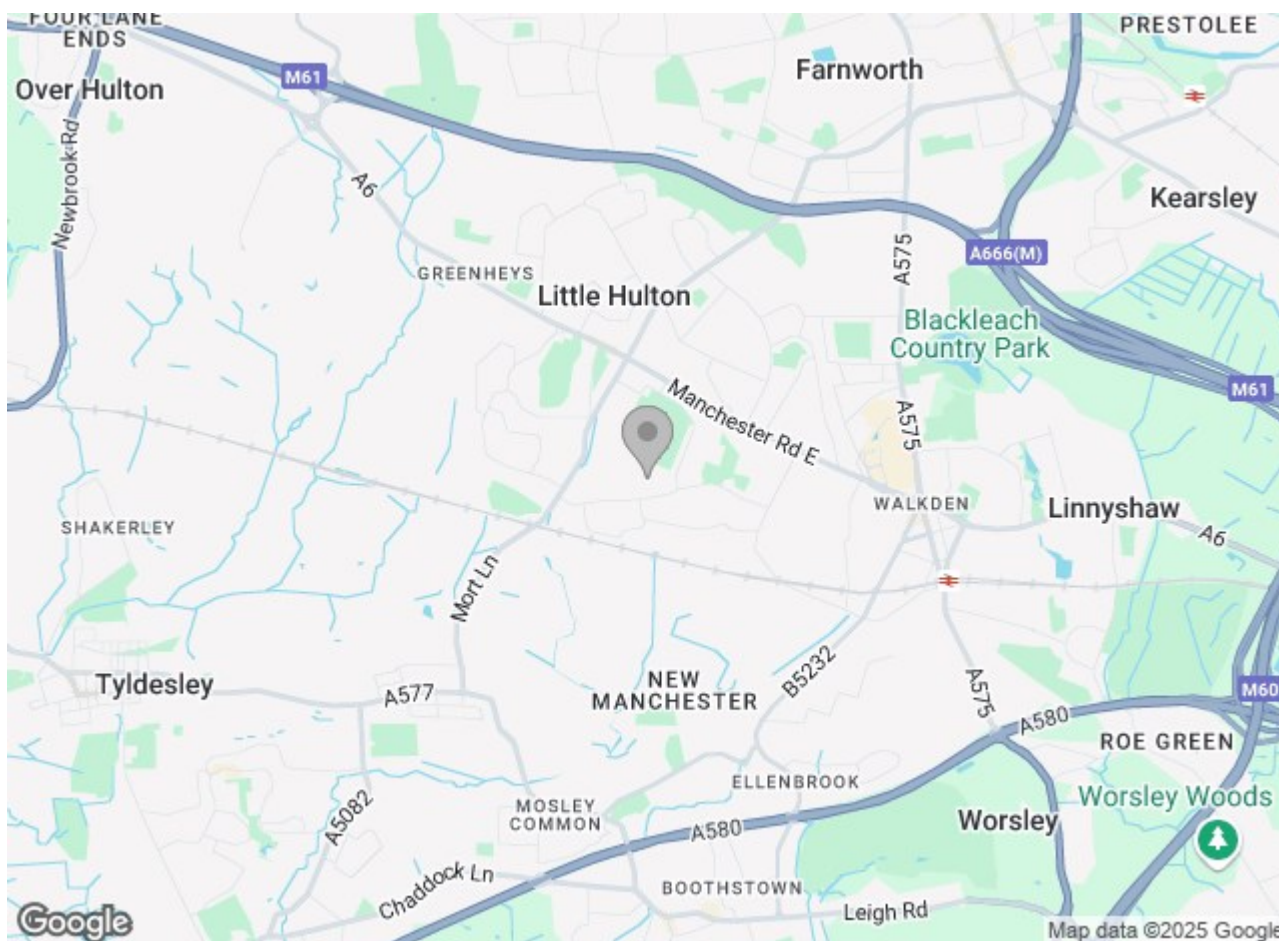 FOUR LANE
ENDS
PRESTOLEE
M61
Farnworth
Over Hulton
Newbrook Rd
A6
Kearsley
A575
A666(M)
GREENHEYS
Little Hulton
Blackleach
Country Park
M61
Manchester Rd E
A575
WALKDEN
Linnyshaw
SHAKERLEY
A6
Mort Ln
Tyldesley
A577
NEW
MANCHESTER
B5232
A575
M60
A580
ROE GREEN
ELLENBROOK
Worsley Woods
MOSLEY
COMMON
A5082
A580
Worsley
Chaddock Ln
BOOTHSTOWN
Leigh Rd
Google
Map data ©2025 Google